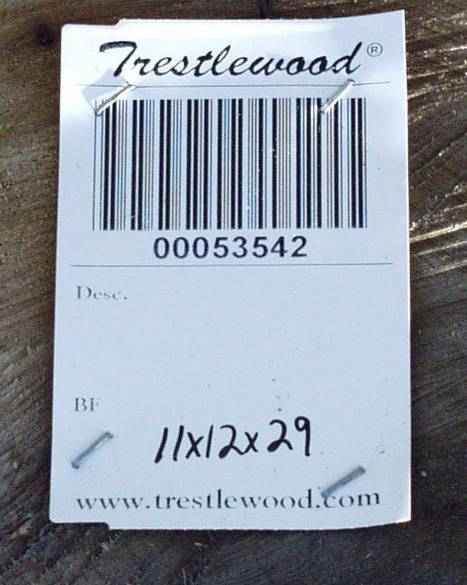 Trestlewood®
00053542
Desc.
BF
11x12x29
www.trestlewood.com